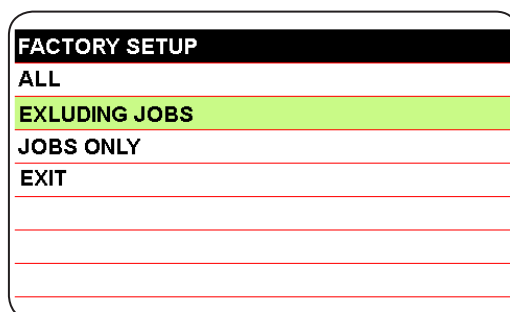 FACTORY SETUP
ALL
EXLUDING JOBS
JOBS ONLY
EXIT